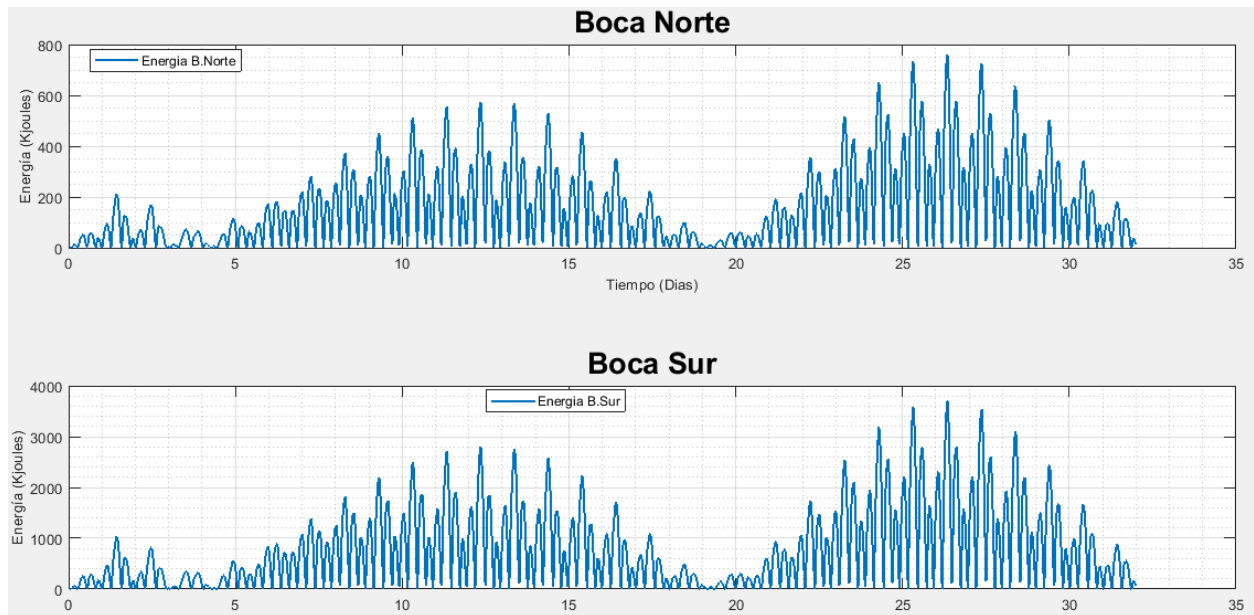 Boca Norte
Energia B.Norte
Energía (Kjoules)
800
600
400
200
0
0 5 10 15 20 25 30 35
Tiempo (Dias)
Boca Sur
Energia B.Sur
Energía (Kjoules)
4000
3000
2000
1000
0
0 5 10 15 20 25 30 35